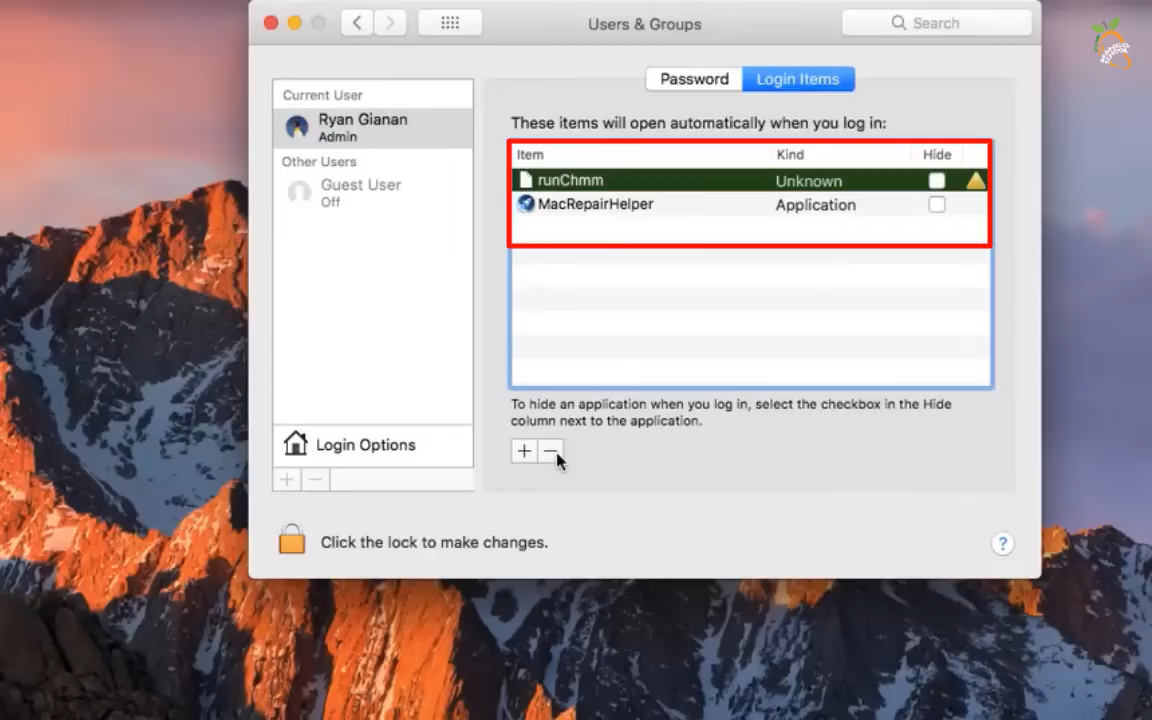 Users & Groups
Search
Password
Login Items
Current User
Ryan Gianan
Admin
Other Users
Guest User
Off
Login Options
These items will open automatically when you log in:
Item Kind Hide
runChmm Unknown
MacRepairHelper Application
To hide an application when you log in, select the checkbox in the Hide
column next to the application.
+ −
+ −
Click the lock to make changes.
?